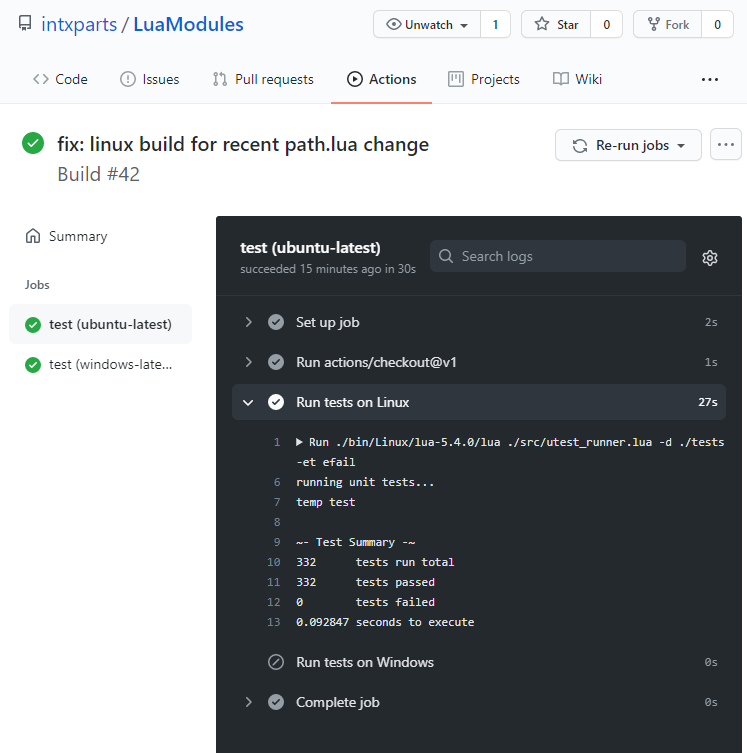 intxparts / LuaModules
Unwatch 1 Star 0 Fork 0
Code Issues Pull requests Actions Projects Wiki ...
fix: linux build for recent path.lua change
Build #42
Re-run jobs ...
Summary
Jobs
test (ubuntu-latest)
test (windows-late...
test (ubuntu-latest)
succeeded 15 minutes ago in 30s
Search logs
Set up job 2s
Run actions/checkout@v1 1s
Run tests on Linux 27s
1 Run ./bin/Linux/lua-5.4.0/lua ./src/utest_runner.lua -d ./tests
-et efail
6 running unit tests...
7 temp test
8
9 ~- Test Summary -~
10 332 tests run total
11 332 tests passed
12 0 tests failed
13 0.092847 seconds to execute
Run tests on Windows 0s
Complete job 0s